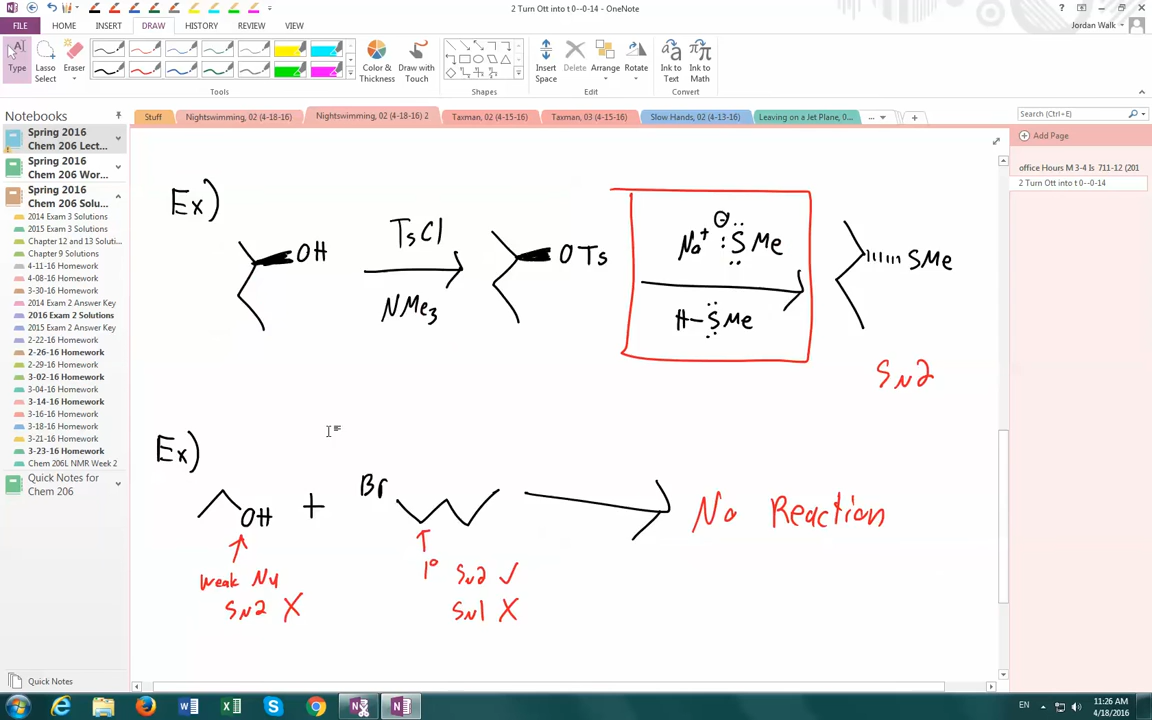 2 Turn Ott into t 0--0-14 - OneNote
Jordan Walk
FILE HOME INSERT DRAW HISTORY REVIEW VIEW
Type
Lasso Select
Eraser
Color & Thickness
Draw with Touch
Insert Space
Delete
Arrange
Rotate
Ink to Text
Ink to Math
Tools
Shapes
Edit
Convert
Notebooks
Stuff
Nightswimming, 02 (4-18-16)
Nightswimming, 02 (4-18-16) 2
Taxman, 02 (4-15-16)
Taxman, 03 (4-15-16)
Slow Hands, 02 (4-13-16)
Leaving on a Jet Plane, 0...
...
Search (Ctrl+E)
Spring 2016
Chem 206 Lect...
Spring 2016
Chem 206 Wor...
Spring 2016
Chem 206 Solu...
2014 Exam 3 Solutions
2015 Exam 3 Solutions
Chapter 12 and 13 Soluti...
Chapter 9 Solutions
4-11-16 Homework
4-08-16 Homework
3-30-16 Homework
2014 Exam 2 Answer Key
2016 Exam 2 Solutions
2015 Exam 2 Answer Key
2-22-16 Homework
2-26-16 Homework
2-29-16 Homework
3-02-16 Homework
3-04-16 Homework
3-14-16 Homework
3-16-16 Homework
3-18-16 Homework
3-21-16 Homework
3-23-16 Homework
Chem 206L NMR Week 2
Quick Notes for
Chem 206
Quick Notes
Add Page
office Hours M 3-4 Is 711-12 (201
2 Turn Ott into t 0--0-14
Ex)
OH
TsCl
NMe3
OTs
Na+ :SMe
H-SMe
SMe
SN2
Ex)
OH
+
Br
No Reaction
weak Nu
SN2 X
1°
SN2 ✓
SN1 X
EN
11:26 AM
4/18/2016